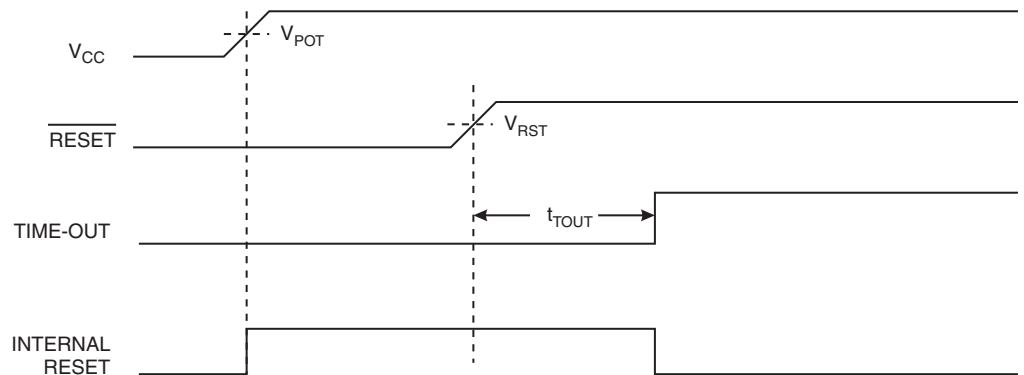 V_CC
V_POT
RESET
V_RST
TIME-OUT
t_TOUT
INTERNAL
RESET